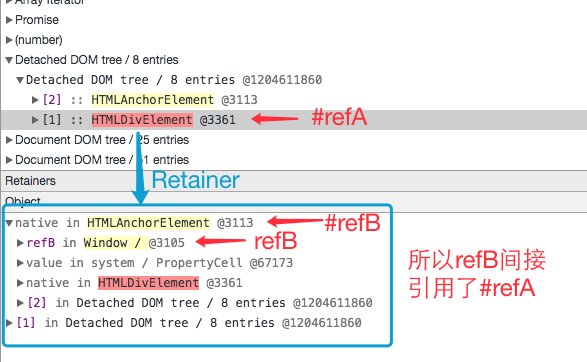 Array Iterator
▶Promise
▶(number)
▼Detached DOM tree / 8 entries
▼Detached DOM tree / 8 entries @1204611860
▶[2] :: HTMLAnchorElement @3113
▶[1] :: HTMLDivElement @3361
#refA
▶Document DOM tree / 25 entries
▶Document DOM tree / 61 entries
Retainers
Retainer
Object
▼native in HTMLAnchorElement @3113
#refB
▶refB in Window / @3105
refB
▶value in system / PropertyCell @67173
▶native in HTMLDivElement @3361
▶[2] in Detached DOM tree / 8 entries @1204611860
▶[1] in Detached DOM tree / 8 entries @1204611860
所以refB间接
引用了#refA